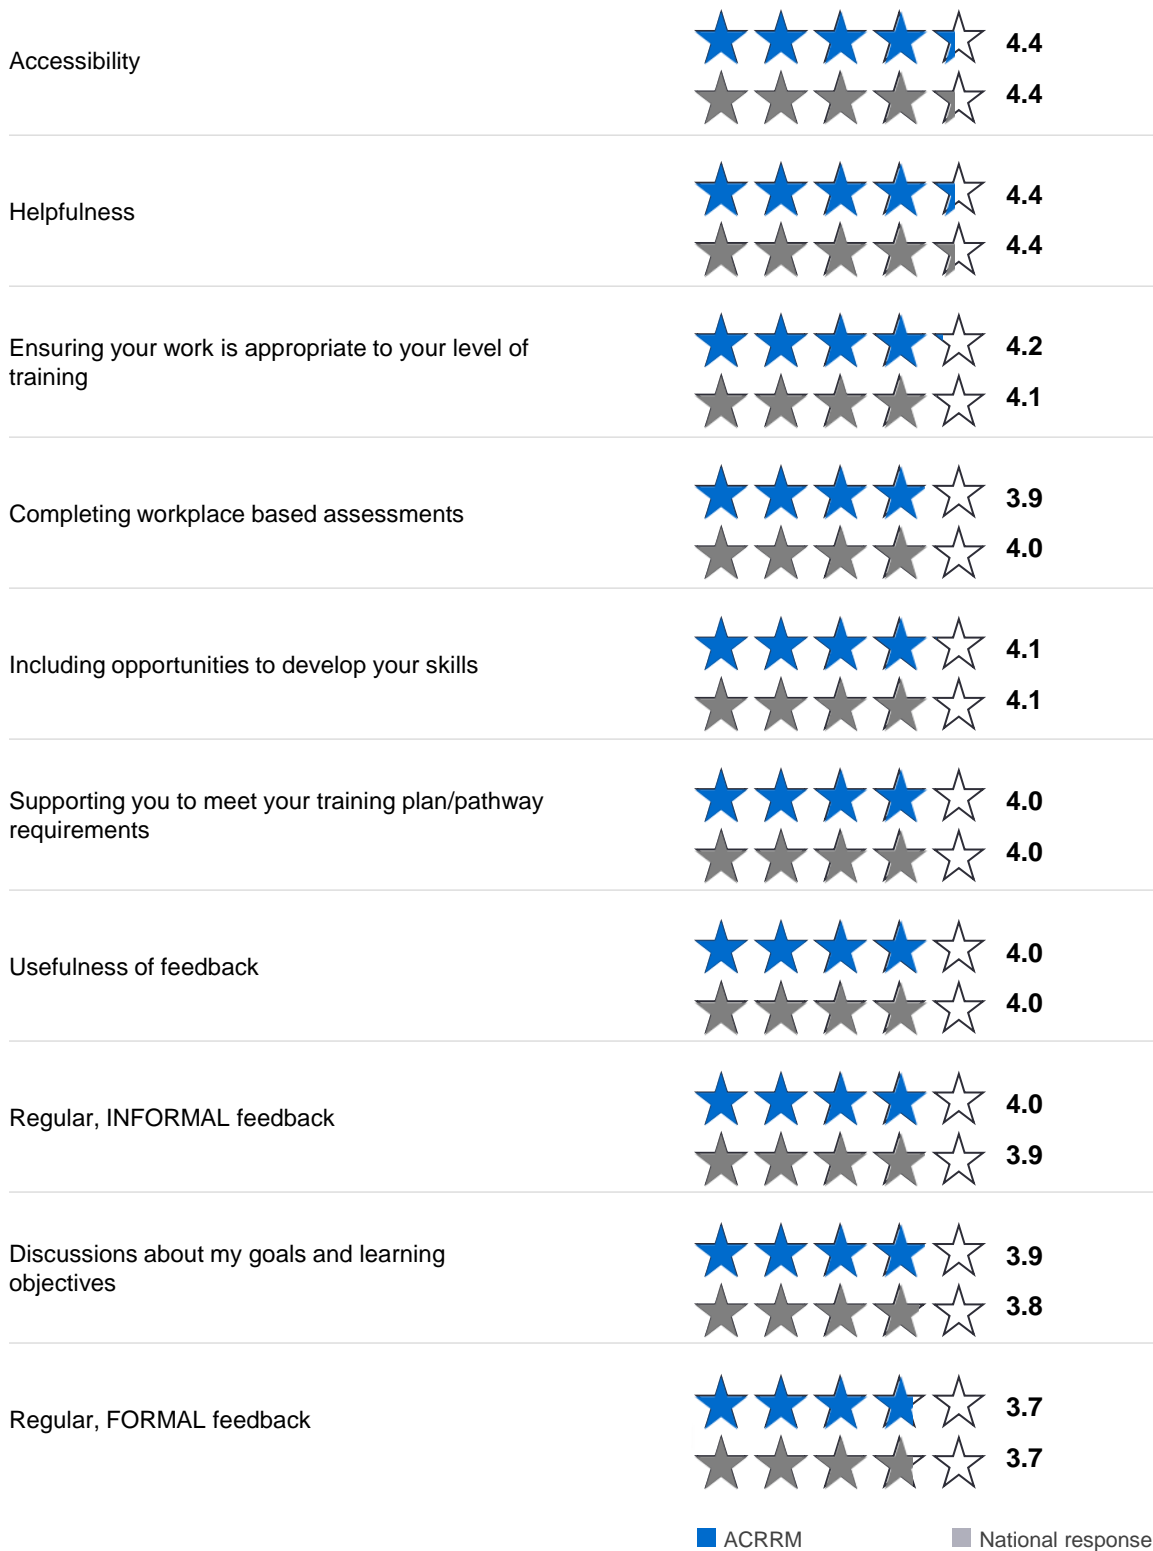 Accessibility
4.4
4.4
Helpfulness
4.4
4.4
Ensuring your work is appropriate to your level of
training
4.2
4.1
Completing workplace based assessments
3.9
4.0
Including opportunities to develop your skills
4.1
4.1
Supporting you to meet your training plan/pathway
requirements
4.0
4.0
Usefulness of feedback
4.0
4.0
Regular, INFORMAL feedback
4.0
3.9
Discussions about my goals and learning
objectives
3.9
3.8
Regular, FORMAL feedback
3.7
3.7
ACRRM
National response